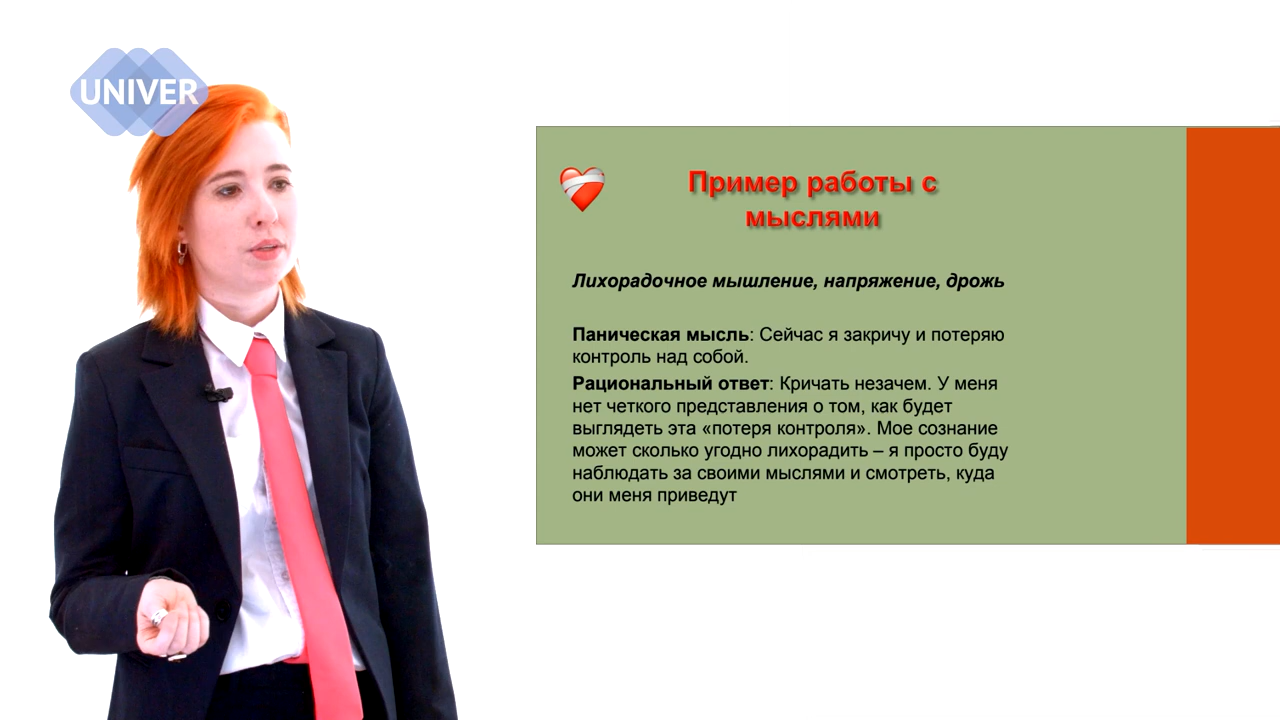 UNIVER
Пример работы с
мыслями
Лихорадочное мышление, напряжение, дрожь
Паническая мысль: Сейчас я закричу и потеряю
контроль над собой.
Рациональный ответ: Кричать незачем. У меня
нет четкого представления о том, как будет
выглядеть эта «потеря контроля». Мое сознание
может сколько угодно лихорадить – я просто буду
наблюдать за своими мыслями и смотреть, куда
они меня приведут